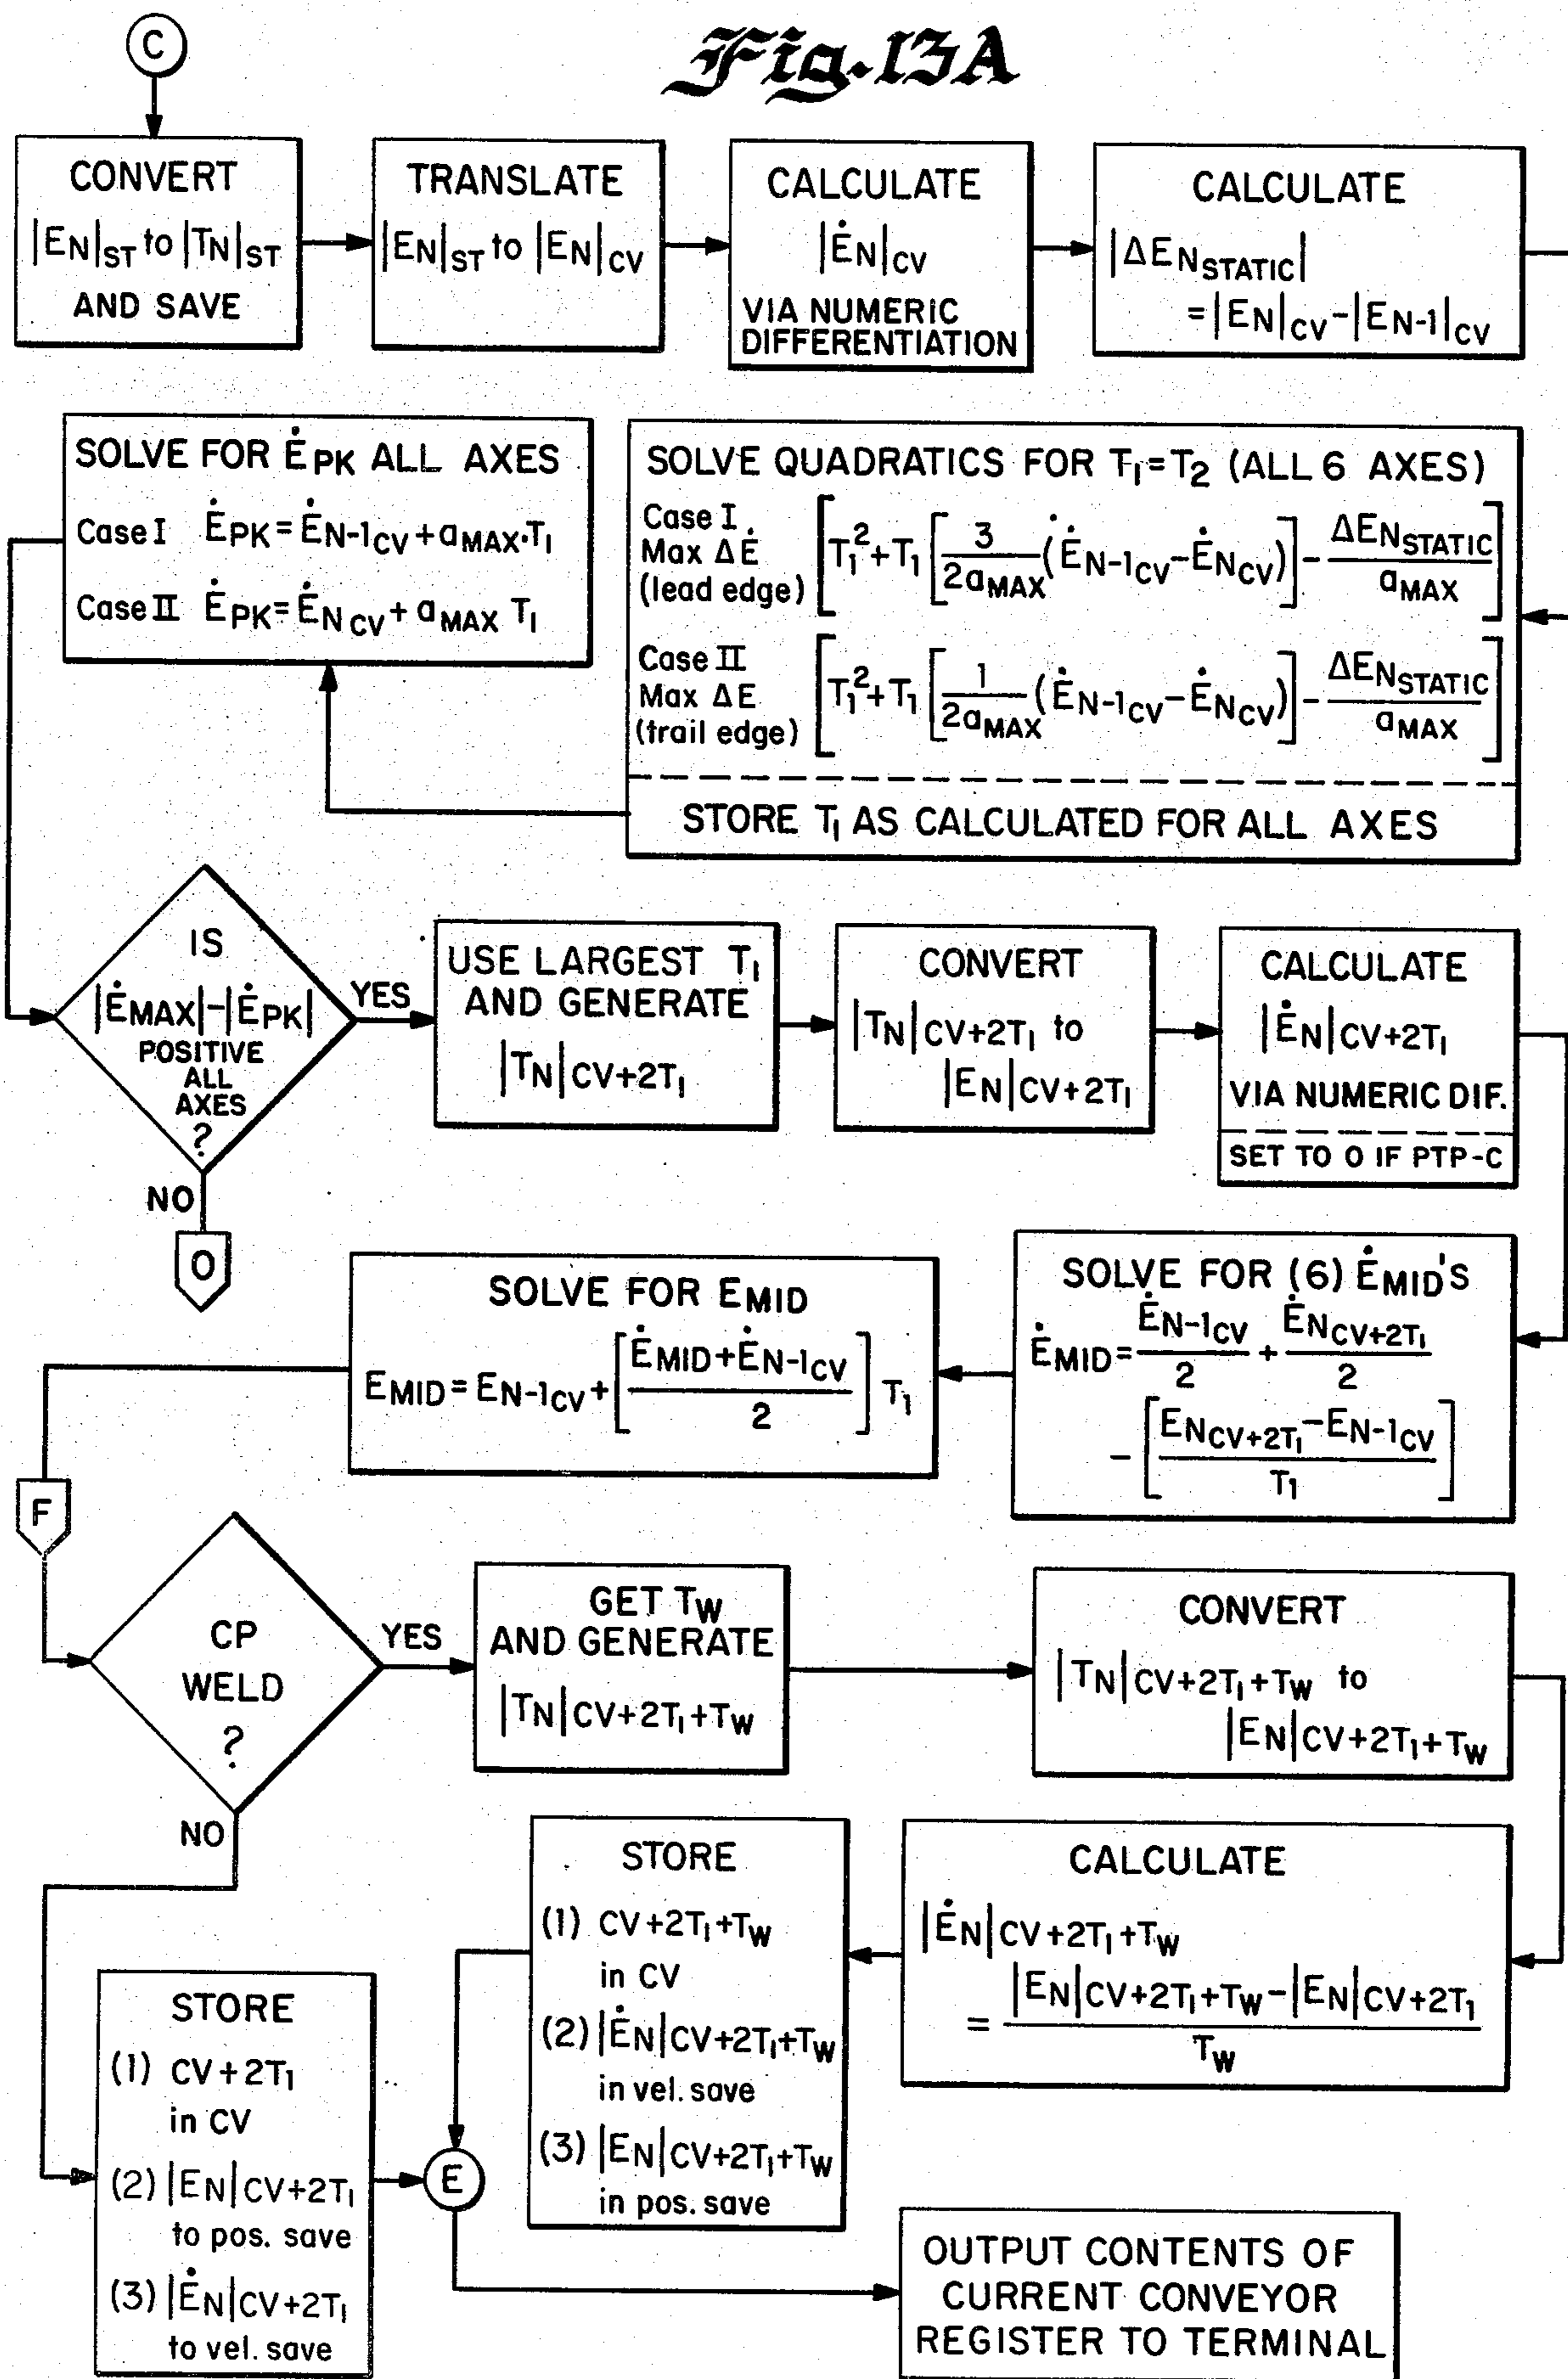 Fig.13A
C
CONVERT
|EN|ST to |TN|ST
AND SAVE
TRANSLATE
|EN|ST to |EN|CV
CALCULATE
|ĖN|CV
VIA NUMERIC
DIFFERENTIATION
CALCULATE
|ΔENSTATIC|
=|EN|CV-|EN-1|CV
SOLVE QUADRATICS FOR T1=T2 (ALL 6 AXES)
Case I
Max ΔĖ
(lead edge)
[T1²+T1[3/2aMAX(ĖN-1CV-ĖNCV)]-ΔENSTATIC/aMAX]
Case II
Max ΔE
(trail edge)
[T1²+T1[1/2aMAX(ĖN-1CV-ĖNCV)]-ΔENSTATIC/aMAX]
STORE T1 AS CALCULATED FOR ALL AXES
SOLVE FOR ĖPK ALL AXES
Case I ĖPK=ĖN-1CV+aMAX·T1
Case II ĖPK=ĖNCV+aMAX T1
IS
|ĖMAX|-|ĖPK|
POSITIVE
ALL
AXES
?
YES
NO
O
USE LARGEST T1
AND GENERATE
|TN|CV+2T1
CONVERT
|TN|CV+2T1 to
|EN|CV+2T1
CALCULATE
|ĖN|CV+2T1
VIA NUMERIC DIF.
SET TO 0 IF PTP-C
SOLVE FOR (6) ĖMID'S
ĖMID=ĖN-1CV/2+ĖNCV+2T1/2
-[ENCV+2T1-EN-1CV/T1]
SOLVE FOR EMID
EMID=EN-1CV+[ĖMID+ĖN-1CV/2]T1
F
CP
WELD
?
YES
NO
GET TW
AND GENERATE
|TN|CV+2T1+TW
CONVERT
|TN|CV+2T1+TW to
|EN|CV+2T1+TW
CALCULATE
|ĖN|CV+2T1+TW
=|EN|CV+2T1+TW-|EN|CV+2T1/TW
STORE
(1) CV+2T1+TW
in CV
(2) |ĖN|CV+2T1+TW
in vel. save
(3) |EN|CV+2T1+TW
in pos. save
STORE
(1) CV+2T1
in CV
(2) |EN|CV+2T1
to pos. save
(3) |ĖN|CV+2T1
to vel. save
E
OUTPUT CONTENTS OF
CURRENT CONVEYOR
REGISTER TO TERMINAL